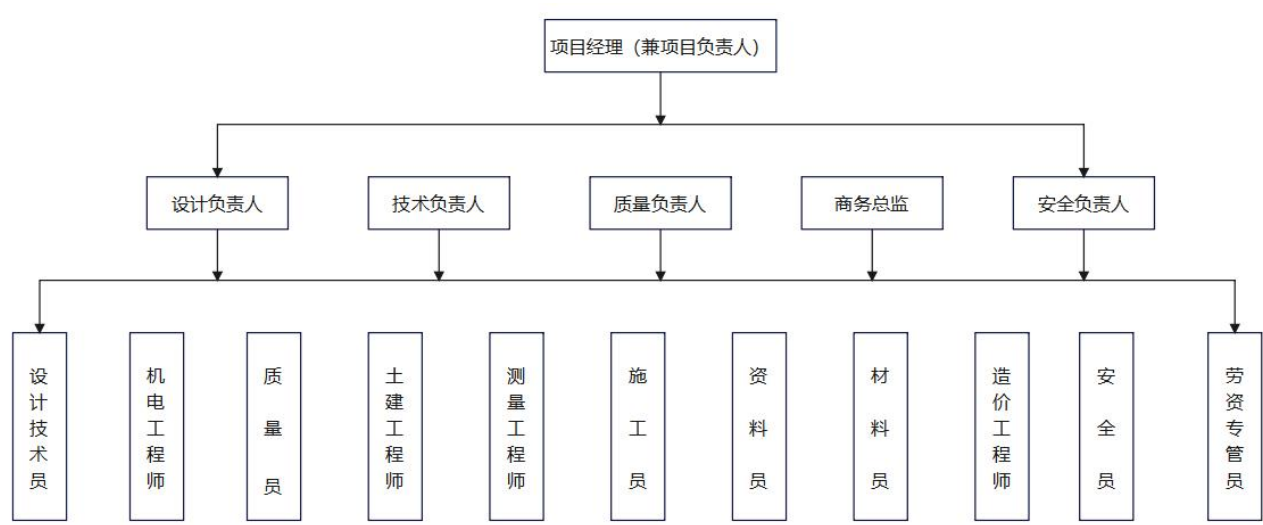 项目经理（兼项目负责人）
设计负责人
技术负责人
质量负责人
商务总监
安全负责人
设计技术员
机电工程师
质量员
土建工程师
测量工程师
施工员
资料员
材料员
造价工程师
安全员
劳资专管员